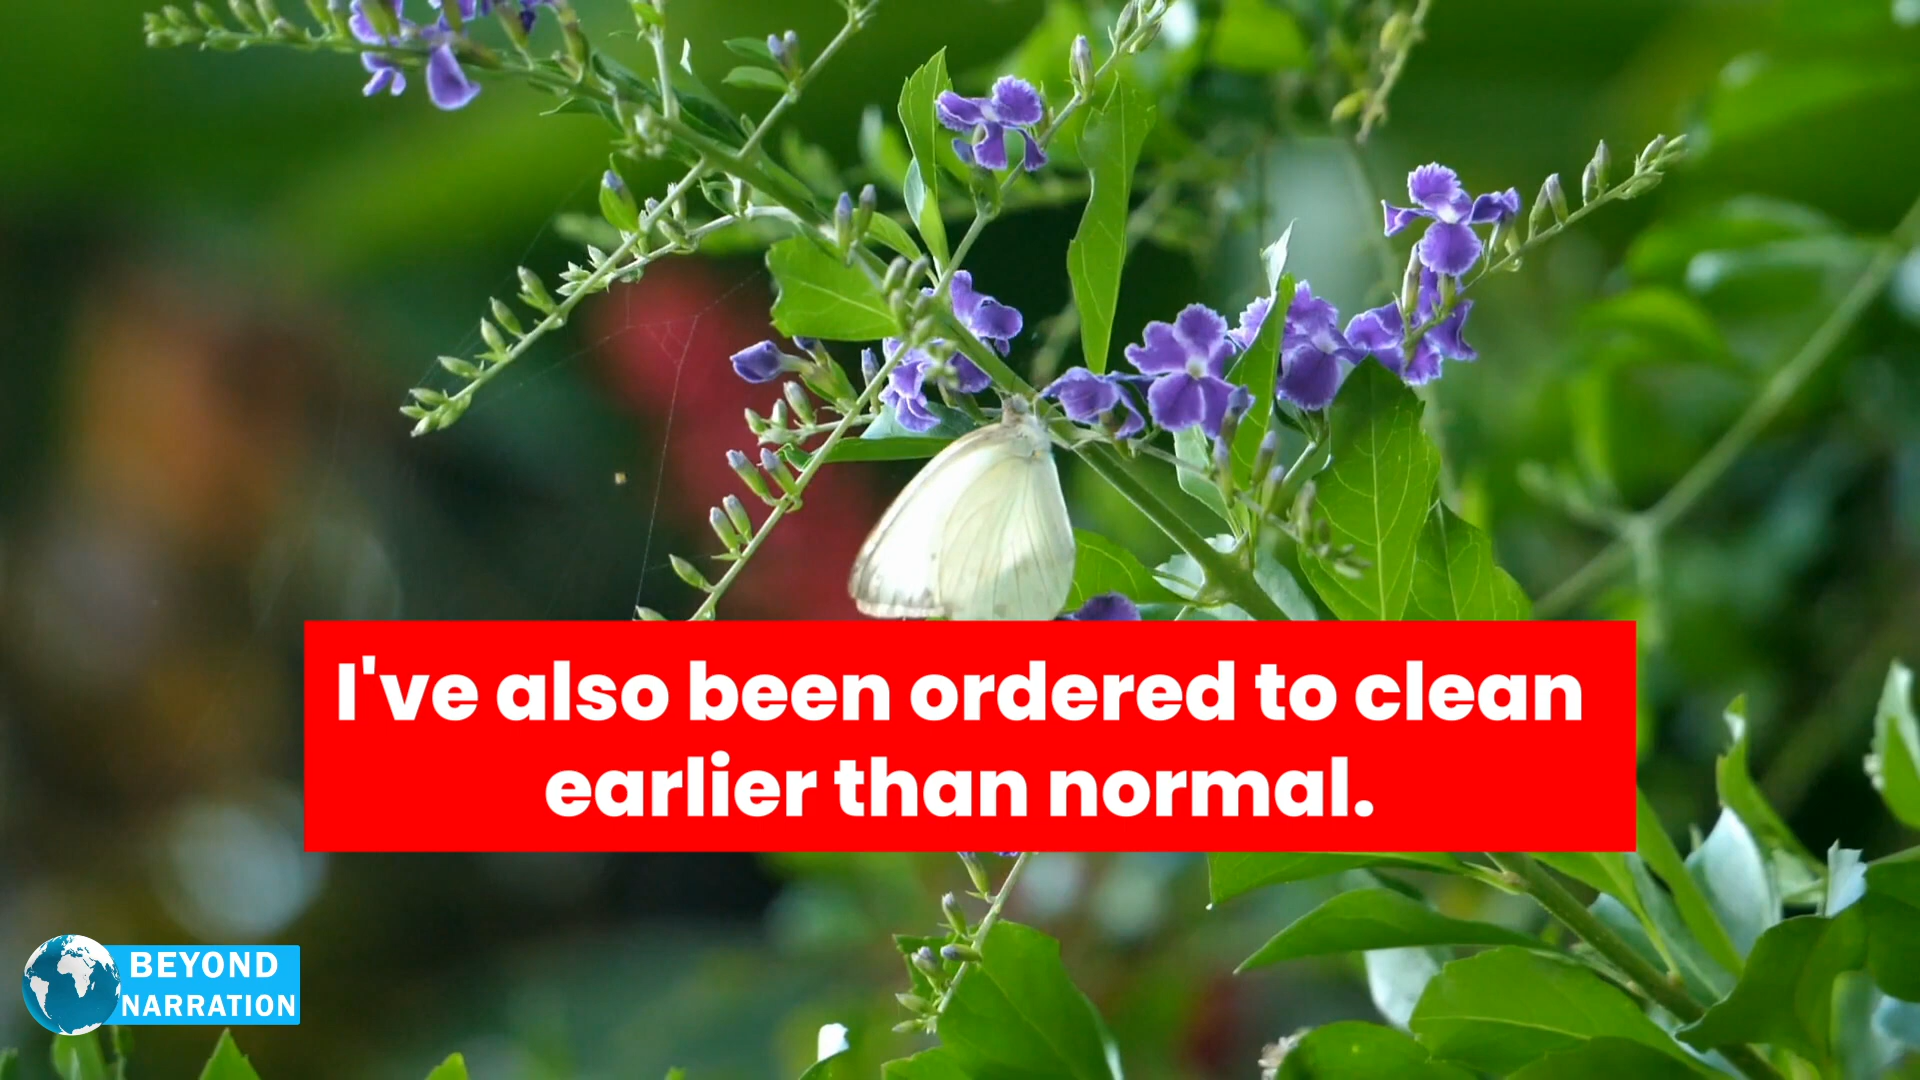 I've also been ordered to clean
earlier than normal.
BEYOND
NARRATION